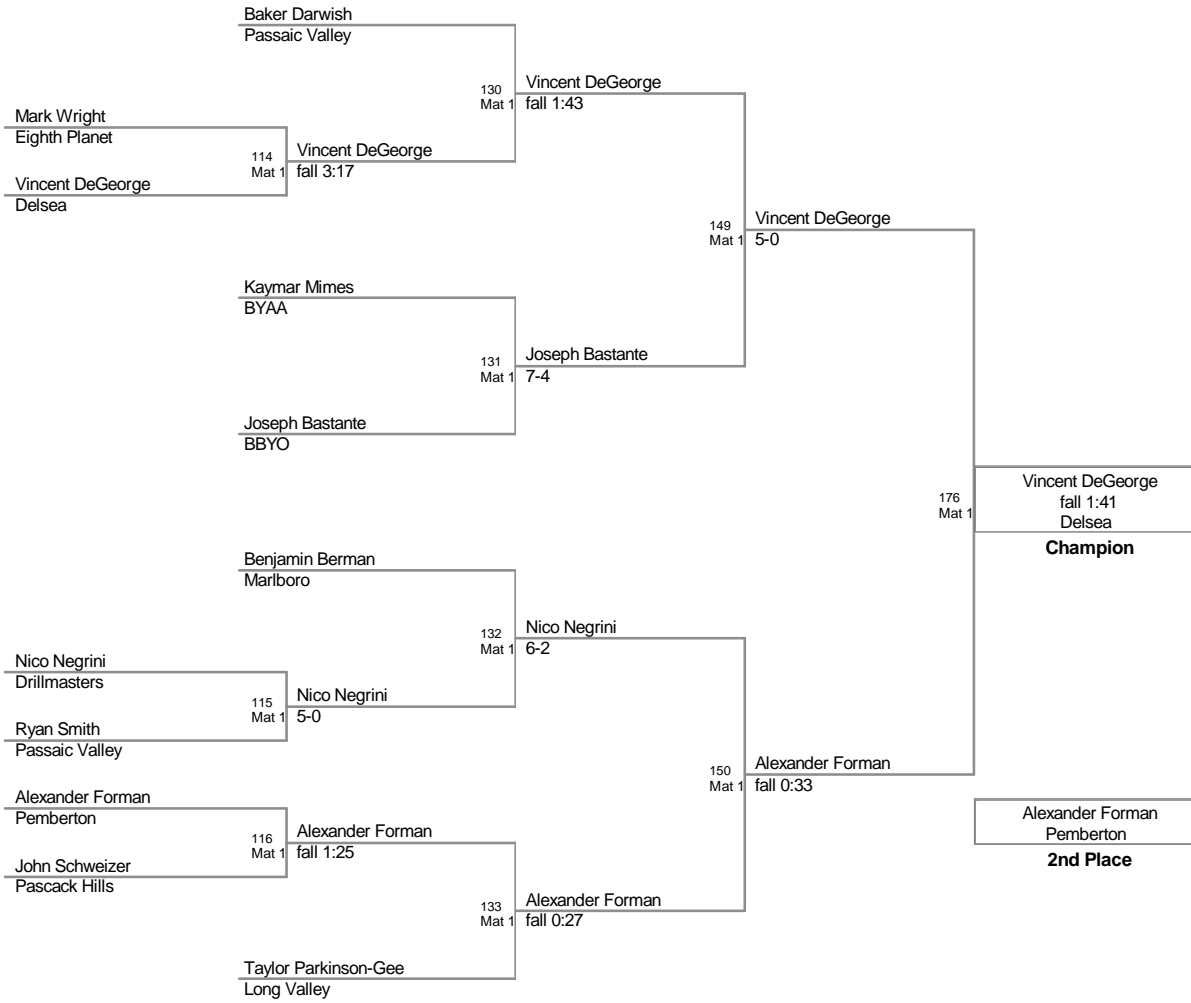 Baker Darwish
Passaic Valley
130
Mat 1
Vincent DeGeorge
fall 1:43
Mark Wright
Eighth Planet
114
Mat 1
Vincent DeGeorge
fall 3:17
Vincent DeGeorge
Delsea
149
Mat 1
Vincent DeGeorge
5-0
Kaymar Mimes
BYAA
131
Mat 1
Joseph Bastante
7-4
Joseph Bastante
BBYO
176
Mat 1
Vincent DeGeorge
fall 1:41
Delsea
Champion
Benjamin Berman
Marlboro
132
Mat 1
Nico Negrini
6-2
Nico Negrini
Drillmasters
115
Mat 1
Nico Negrini
5-0
Ryan Smith
Passaic Valley
150
Mat 1
Alexander Forman
fall 0:33
Alexander Forman
Pemberton
116
Mat 1
Alexander Forman
fall 1:25
John Schweizer
Pascack Hills
133
Mat 1
Alexander Forman
fall 0:27
Taylor Parkinson-Gee
Long Valley
Alexander Forman
Pemberton
2nd Place